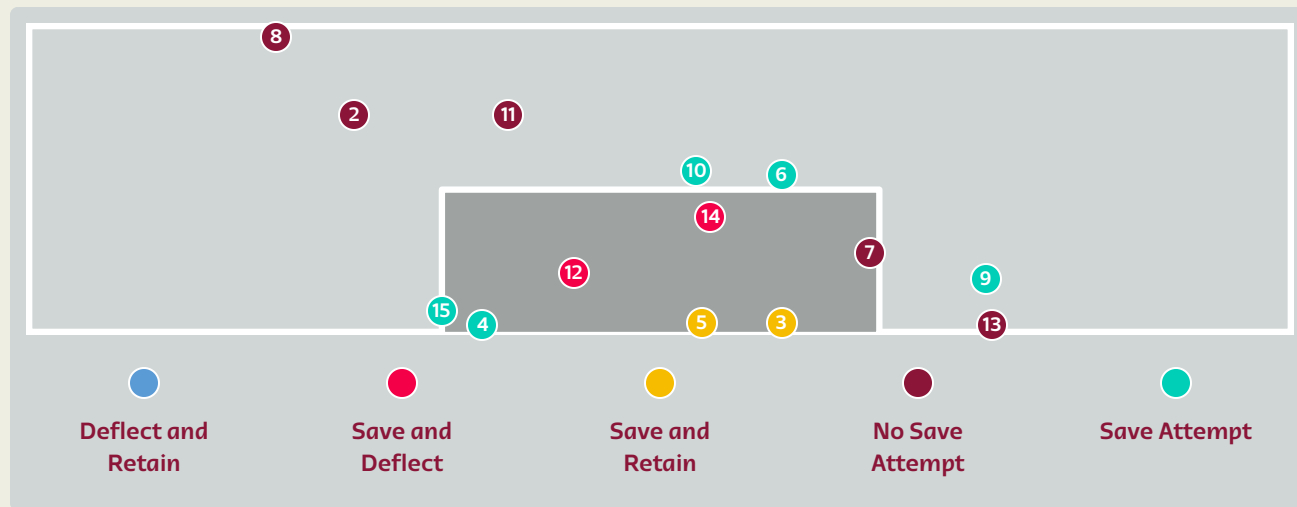 8
2
11
10
6
14
7
12
9
15
4
5
3
13
Deflect and
Retain
Save and
Deflect
Save and
Retain
No Save
Attempt
Save Attempt